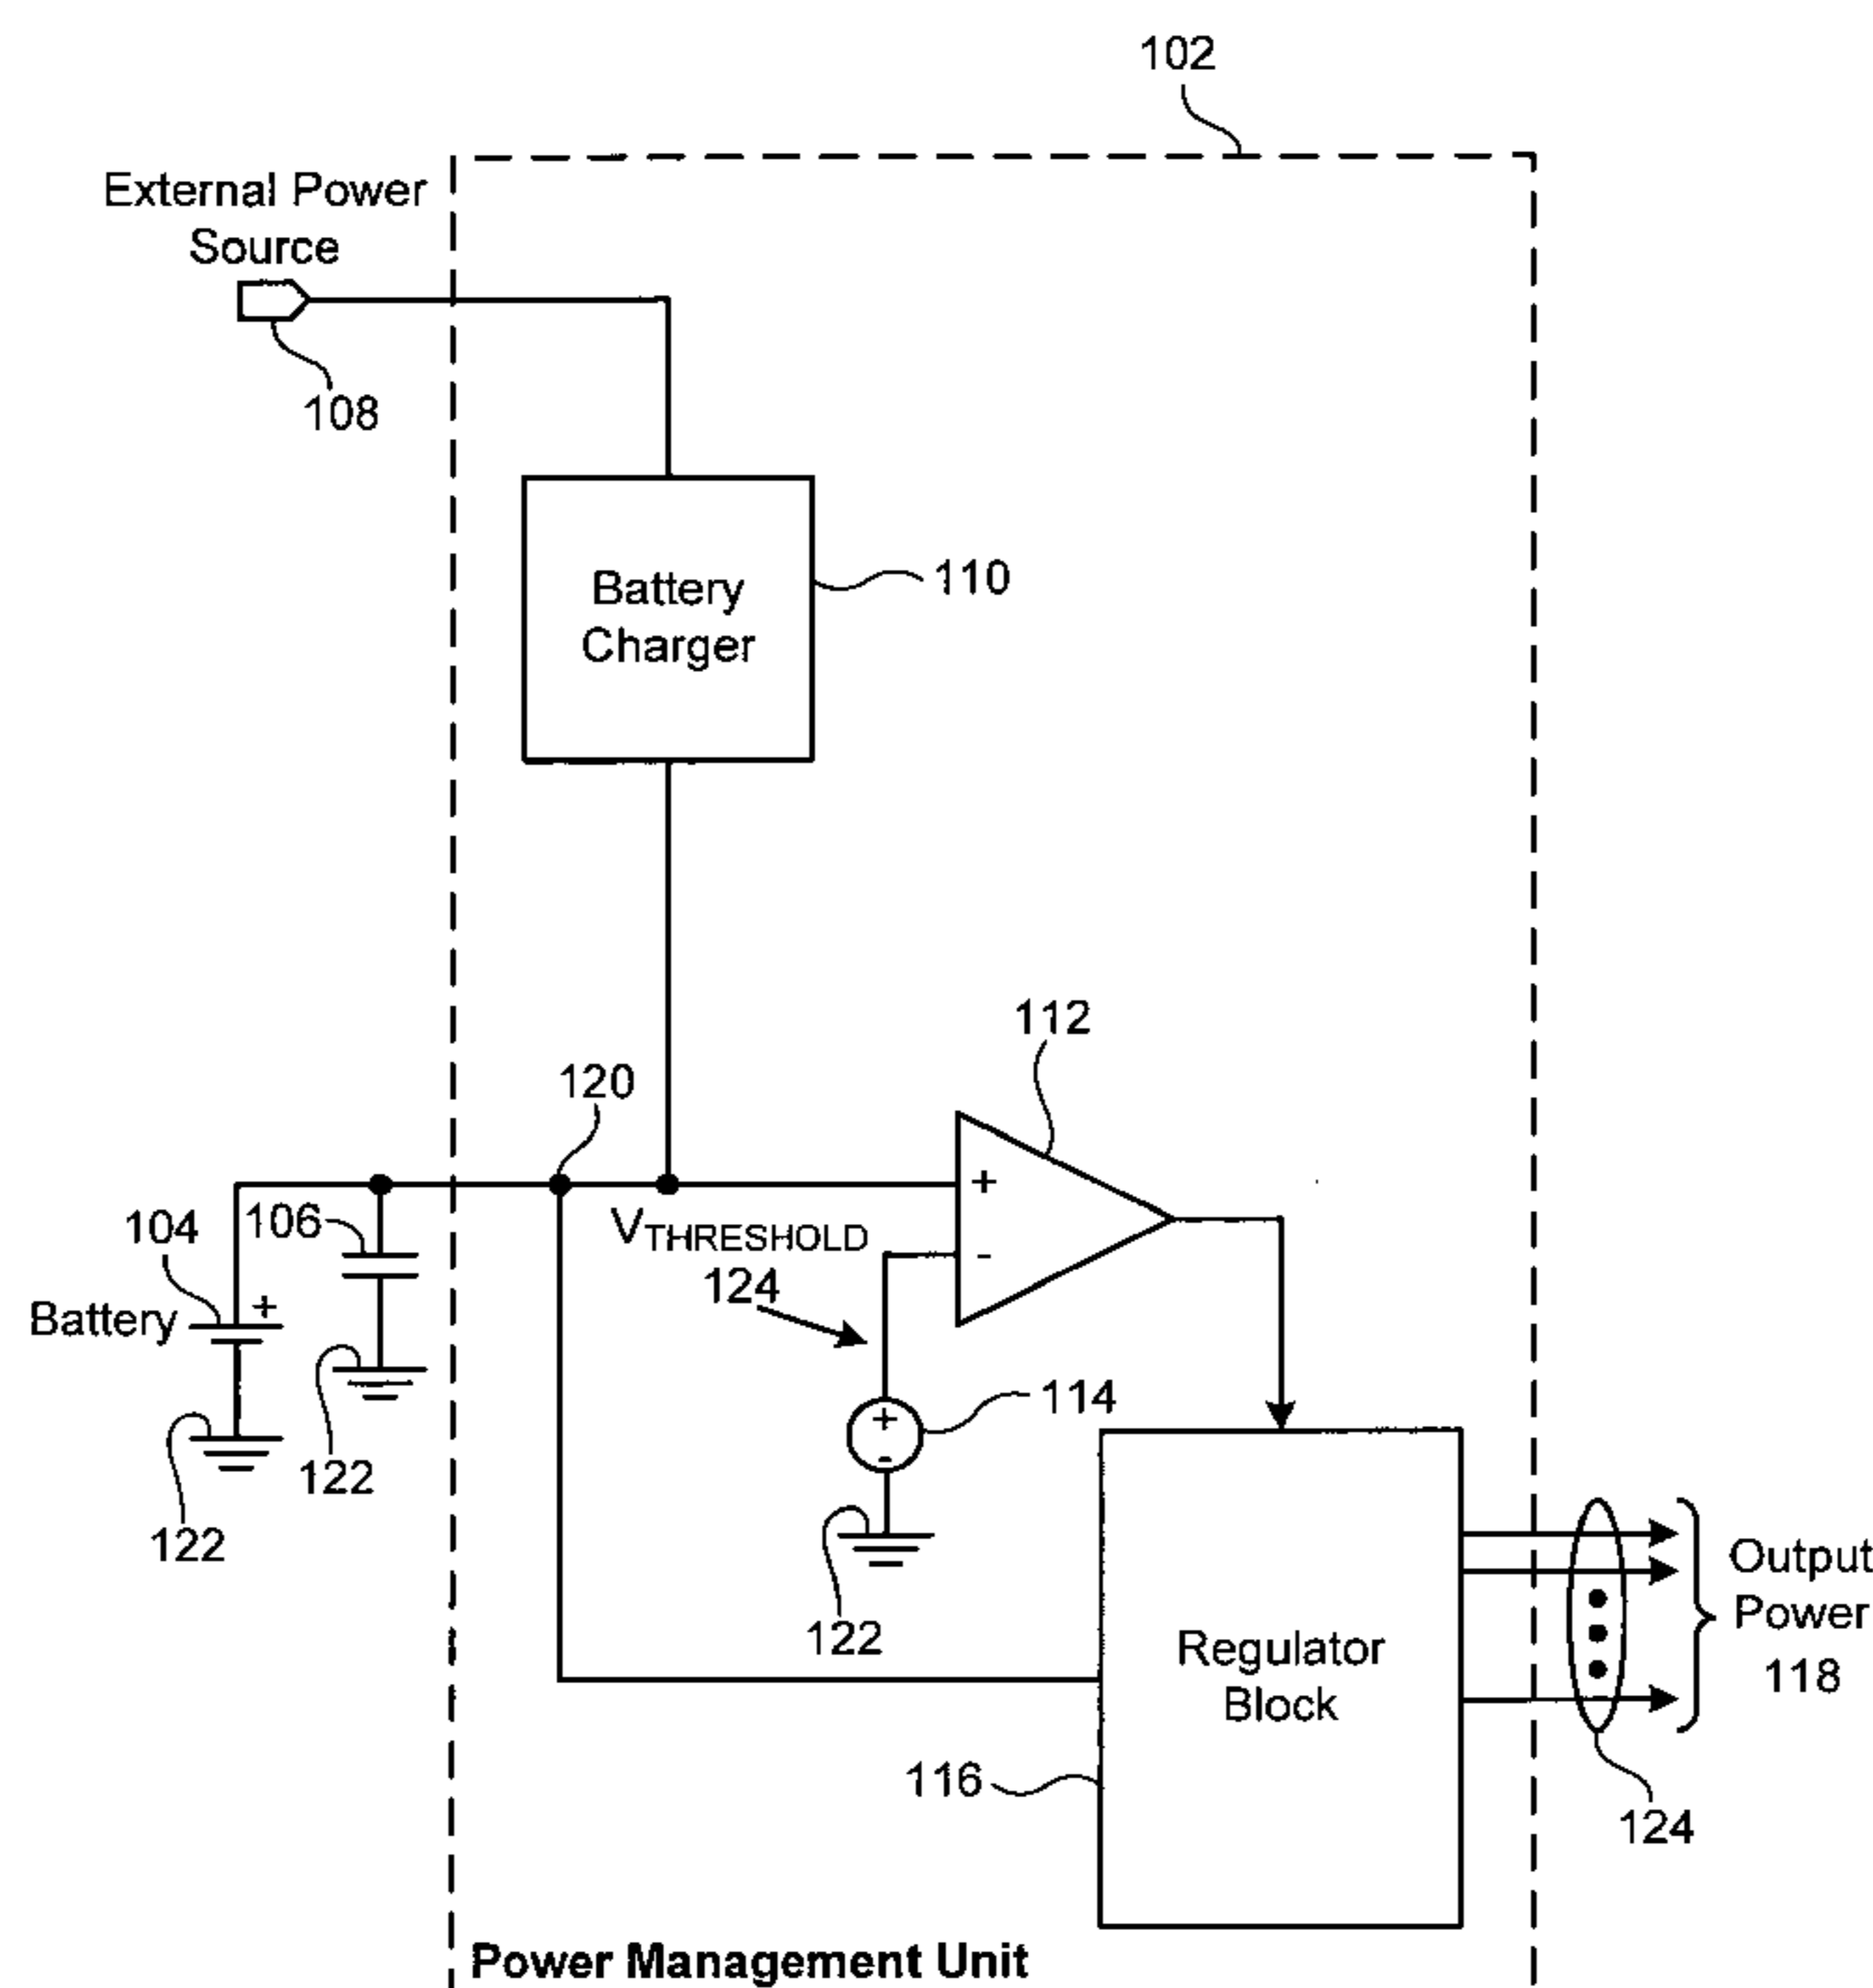 102
External Power
Source
108
Battery
Charger
110
112
120
+
104
106
VTHRESHOLD
124
-
+
Battery
114
+
-
122
122
122
Output
Power
118
Regulator
Block
116
124
Power Management Unit